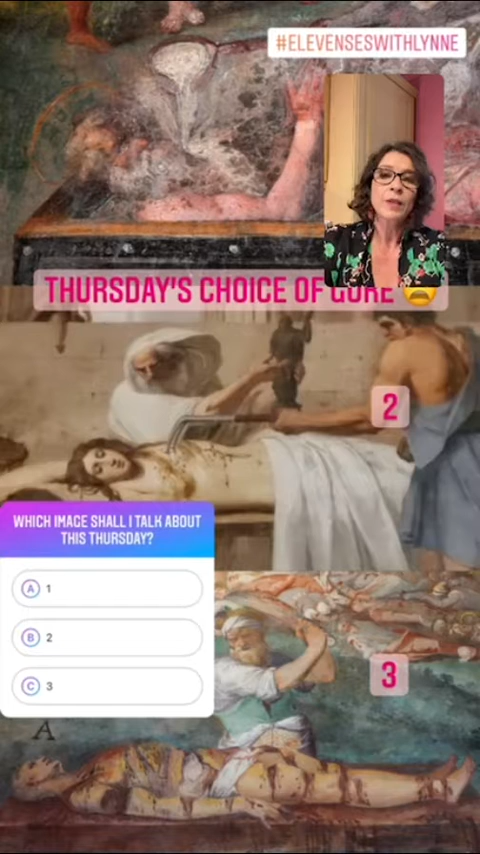 #ELEVENSESWITHLYNNE
THURSDAY'S CHOICE OF GORE
2
WHICH IMAGE SHALL I TALK ABOUT
THIS THURSDAY?
A 1
B 2
C 3
3
A